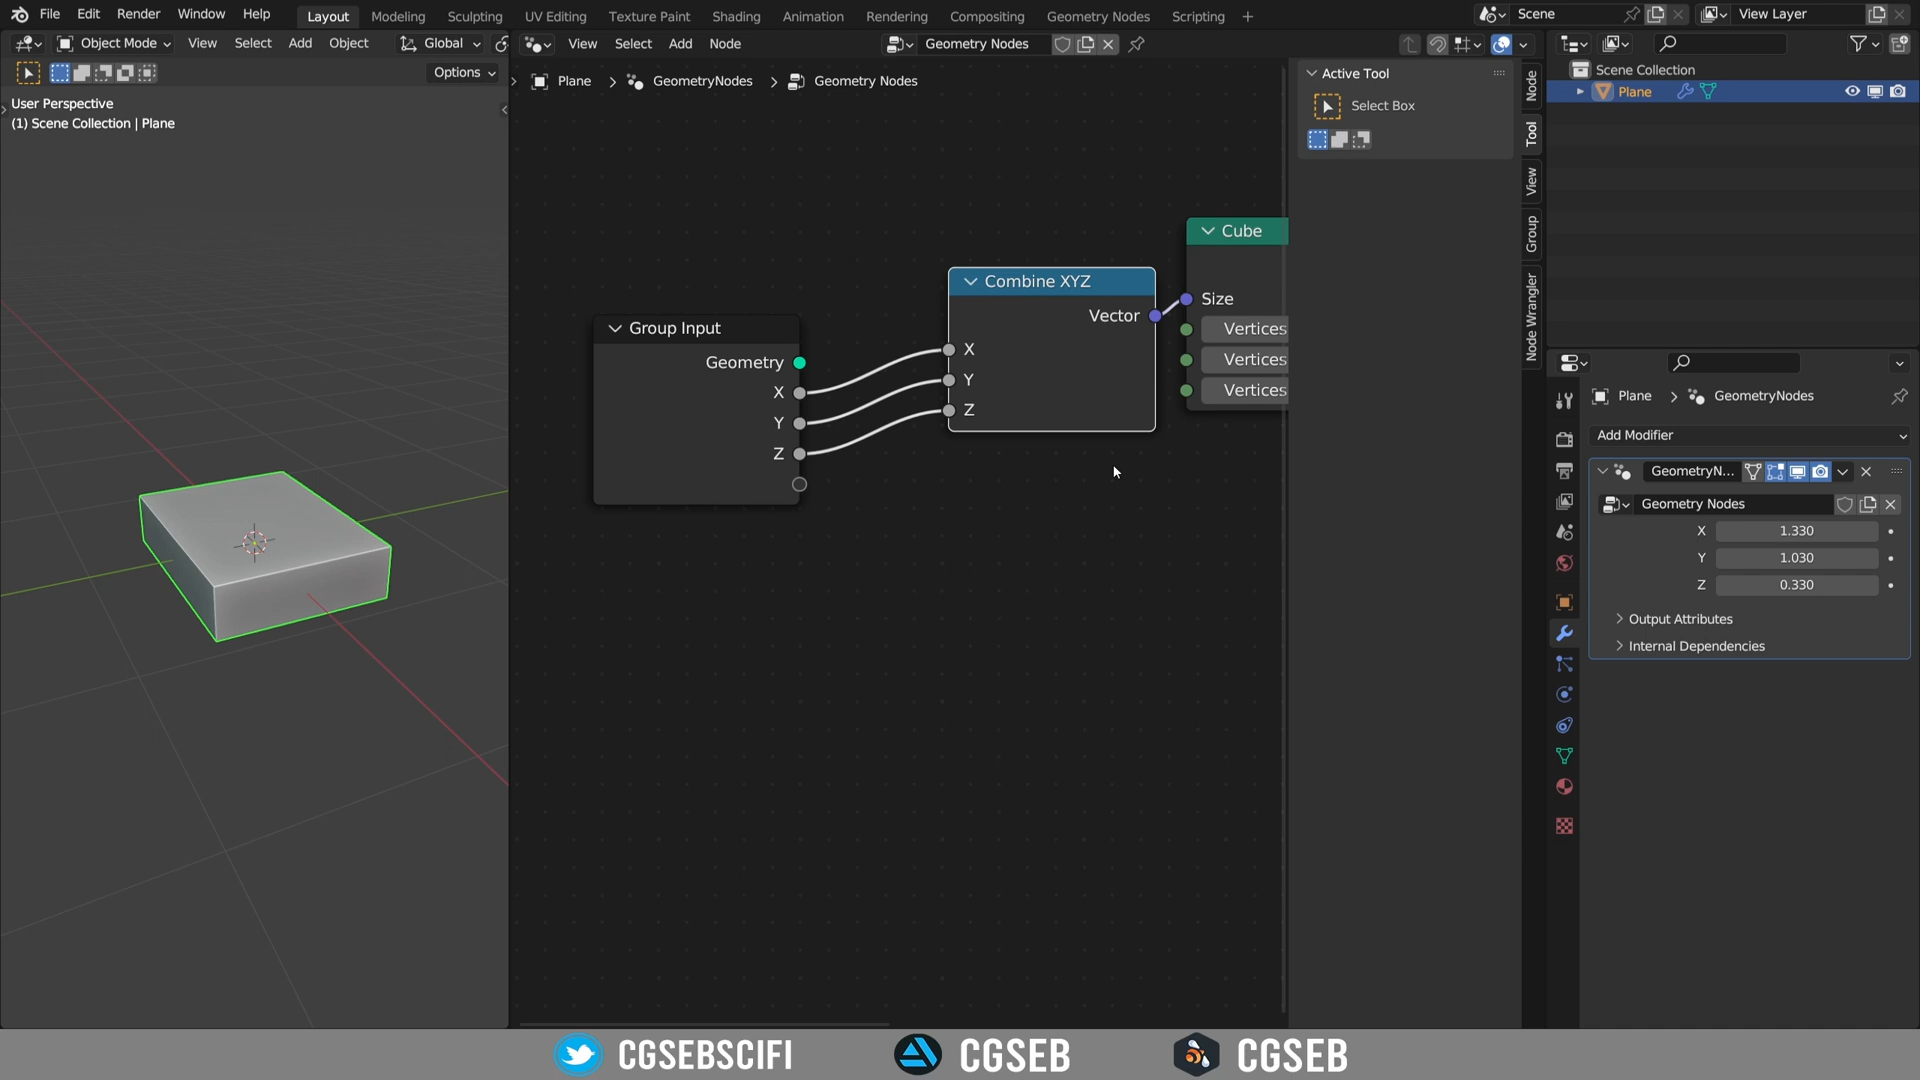 File Edit Render Window Help Layout Modeling Sculpting UV Editing Texture Paint Shading Animation Rendering Compositing Geometry Nodes Scripting + Scene View Layer
Object Mode View Select Add Object Global
View Select Add Node Geometry Nodes
Options
User Perspective
(1) Scene Collection | Plane
Plane > GeometryNodes > Geometry Nodes
Active Tool
Select Box
Node
Tool
View
Group
Node Wrangler
Scene Collection
Plane
Group Input
Geometry
X
Y
Z
Combine XYZ
Vector
X
Y
Z
Cube
Size
Vertices
Vertices
Vertices
Plane > GeometryNodes
Add Modifier
GeometryN...
Geometry Nodes
X 1.330
Y 1.030
Z 0.330
Output Attributes
Internal Dependencies
CGSEBSCIFI CGSEB CGSEB